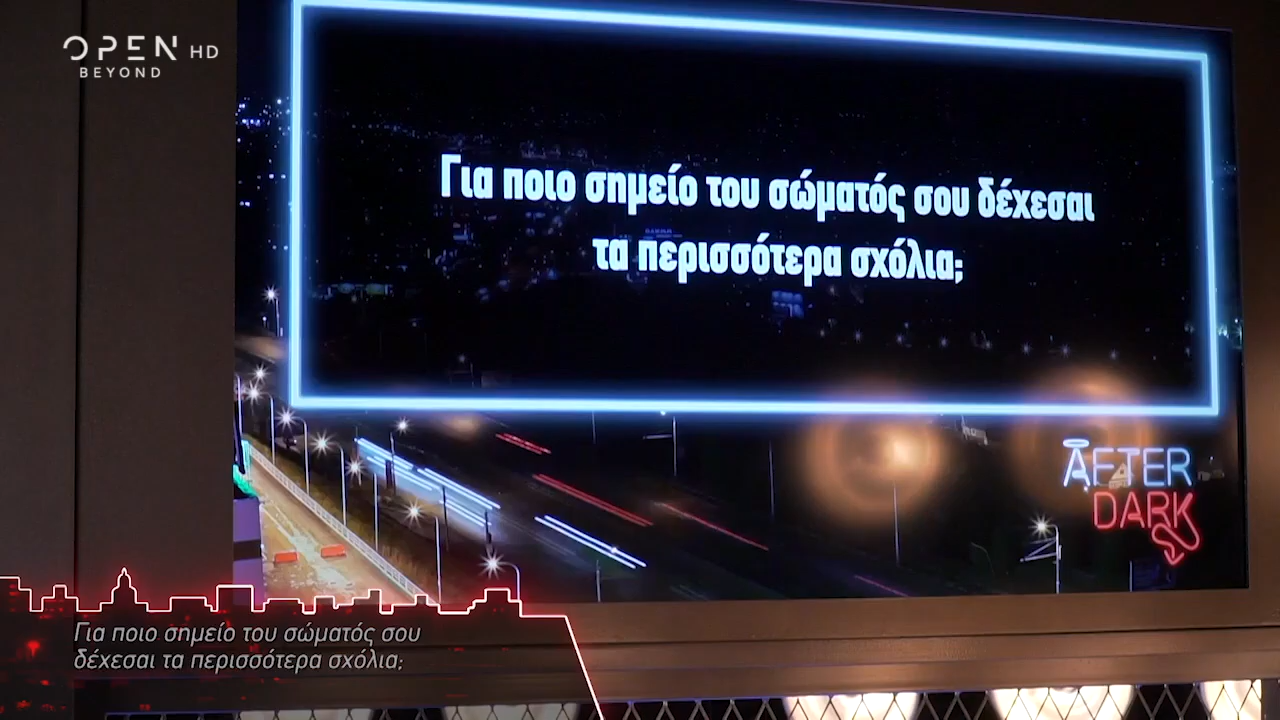 OPEN HD
BEYOND
Για ποιο σημείο του σώματός σου δέχεσαι
τα περισσότερα σχόλια;
AFTER
DARK
Για ποιο σημείο του σώματός σου
δέχεσαι τα περισσότερα σχόλια;